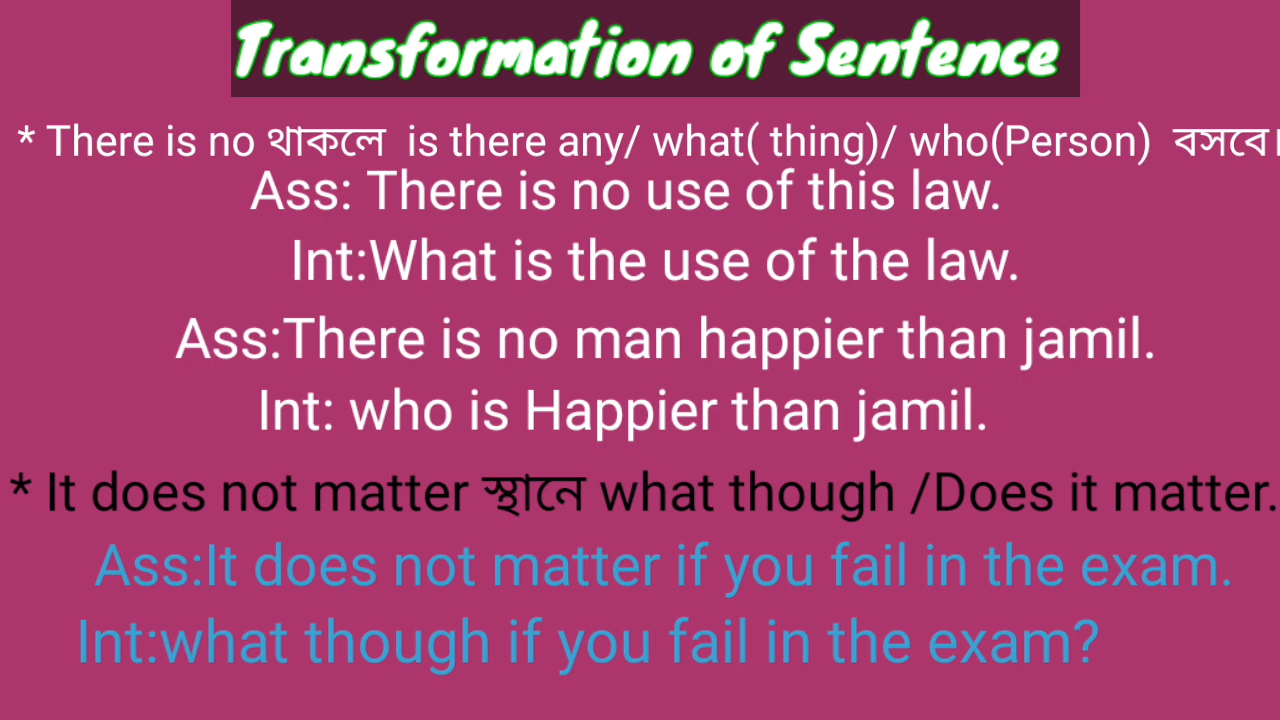 Transformation of Sentence
* There is no থাকলে is there any/ what( thing)/ who(Person) বসবে।
Ass: There is no use of this law.
Int:What is the use of the law.
Ass:There is no man happier than jamil.
Int: who is Happier than jamil.
* It does not matter স্থানে what though /Does it matter.
Ass:It does not matter if you fail in the exam.
Int:what though if you fail in the exam?